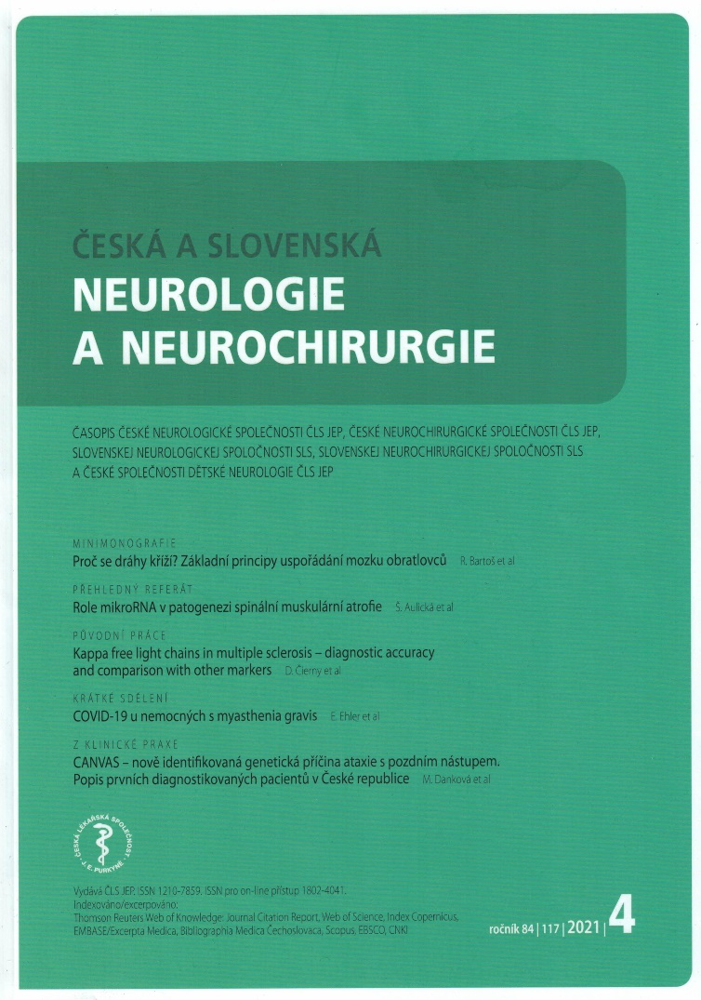 ČESKÁ A SLOVENSKÁ
NEUROLOGIE
A NEUROCHIRURGIE
ČASOPIS ČESKÉ NEUROLOGICKÉ SPOLEČNOSTI ČLS JEP, ČESKÉ NEUROCHIRURGICKÉ SPOLEČNOSTI ČLS JEP,
SLOVENSKEJ NEUROLOGICKEJ SPOLOČNOSTI SLS, SLOVENSKEJ NEUROCHIRURGICKEJ SPOLOČNOSTI SLS
A ČESKÉ SPOLEČNOSTI DĚTSKÉ NEUROLOGIE ČLS JEP
MINIMONOGRAFIE
Proč se dráhy kříží? Základní principy uspořádání mozku obratlovců R. Bartoš et al
PŘEHLEDNÝ REFERÁT
Role mikroRNA v patogenezi spinální muskulární atrofie Š. Aulická et al
PŮVODNÍ PRÁCE
Kappa free light chains in multiple sclerosis – diagnostic accuracy
and comparison with other markers D. Čierny et al
KRÁTKÉ SDĚLENÍ
COVID-19 u nemocných s myasthenia gravis E. Ehler et al
Z KLINICKÉ PRAXE
CANVAS – nově identifikovaná genetická příčina ataxie s pozdním nástupem.
Popis prvních diagnostikovaných pacientů v České republice M. Danková et al
ČESKÁ LÉKAŘSKÁ SPOLEČNOST
· J. E. PURKYNĚ ·
Vydává ČLS JEP. ISSN 1210-7859. ISSN pro on-line přístup 1802-4041.
Indexováno/excerpováno:
Thomson Reuters Web of Knowledge: Journal Citation Report, Web of Science, Index Copernicus,
EMBASE/Excerpta Medica, Bibliographia Medica Čechoslovaca, Scopus, EBSCO, CNKI
ročník 84 | 117 | 2021 | 4